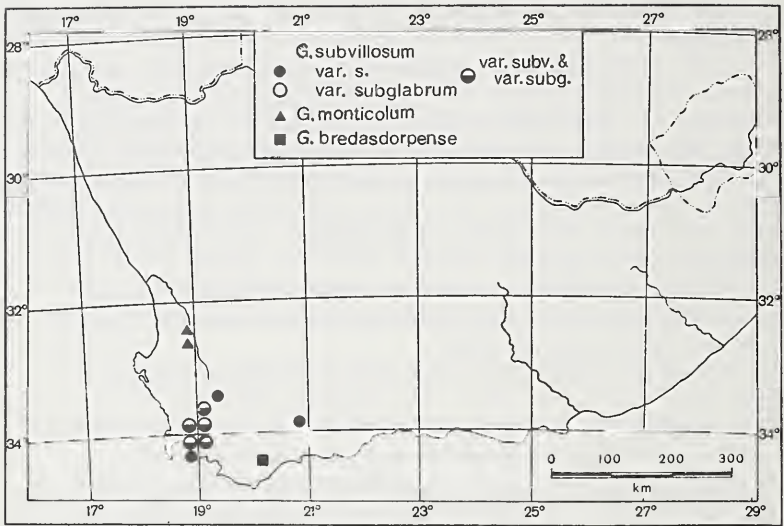 17° 19° 21° 23° 25° 27°
28° 28°
G. subvillosum
var. s.
var. subglabrum
var. subv. &
var. subg.
G. monticolum
G. bredasdorpense
30° 30°
32° 32°
34° 34°
0 100 200 300
km
17° 19° 21° 23° 25° 27° 29°